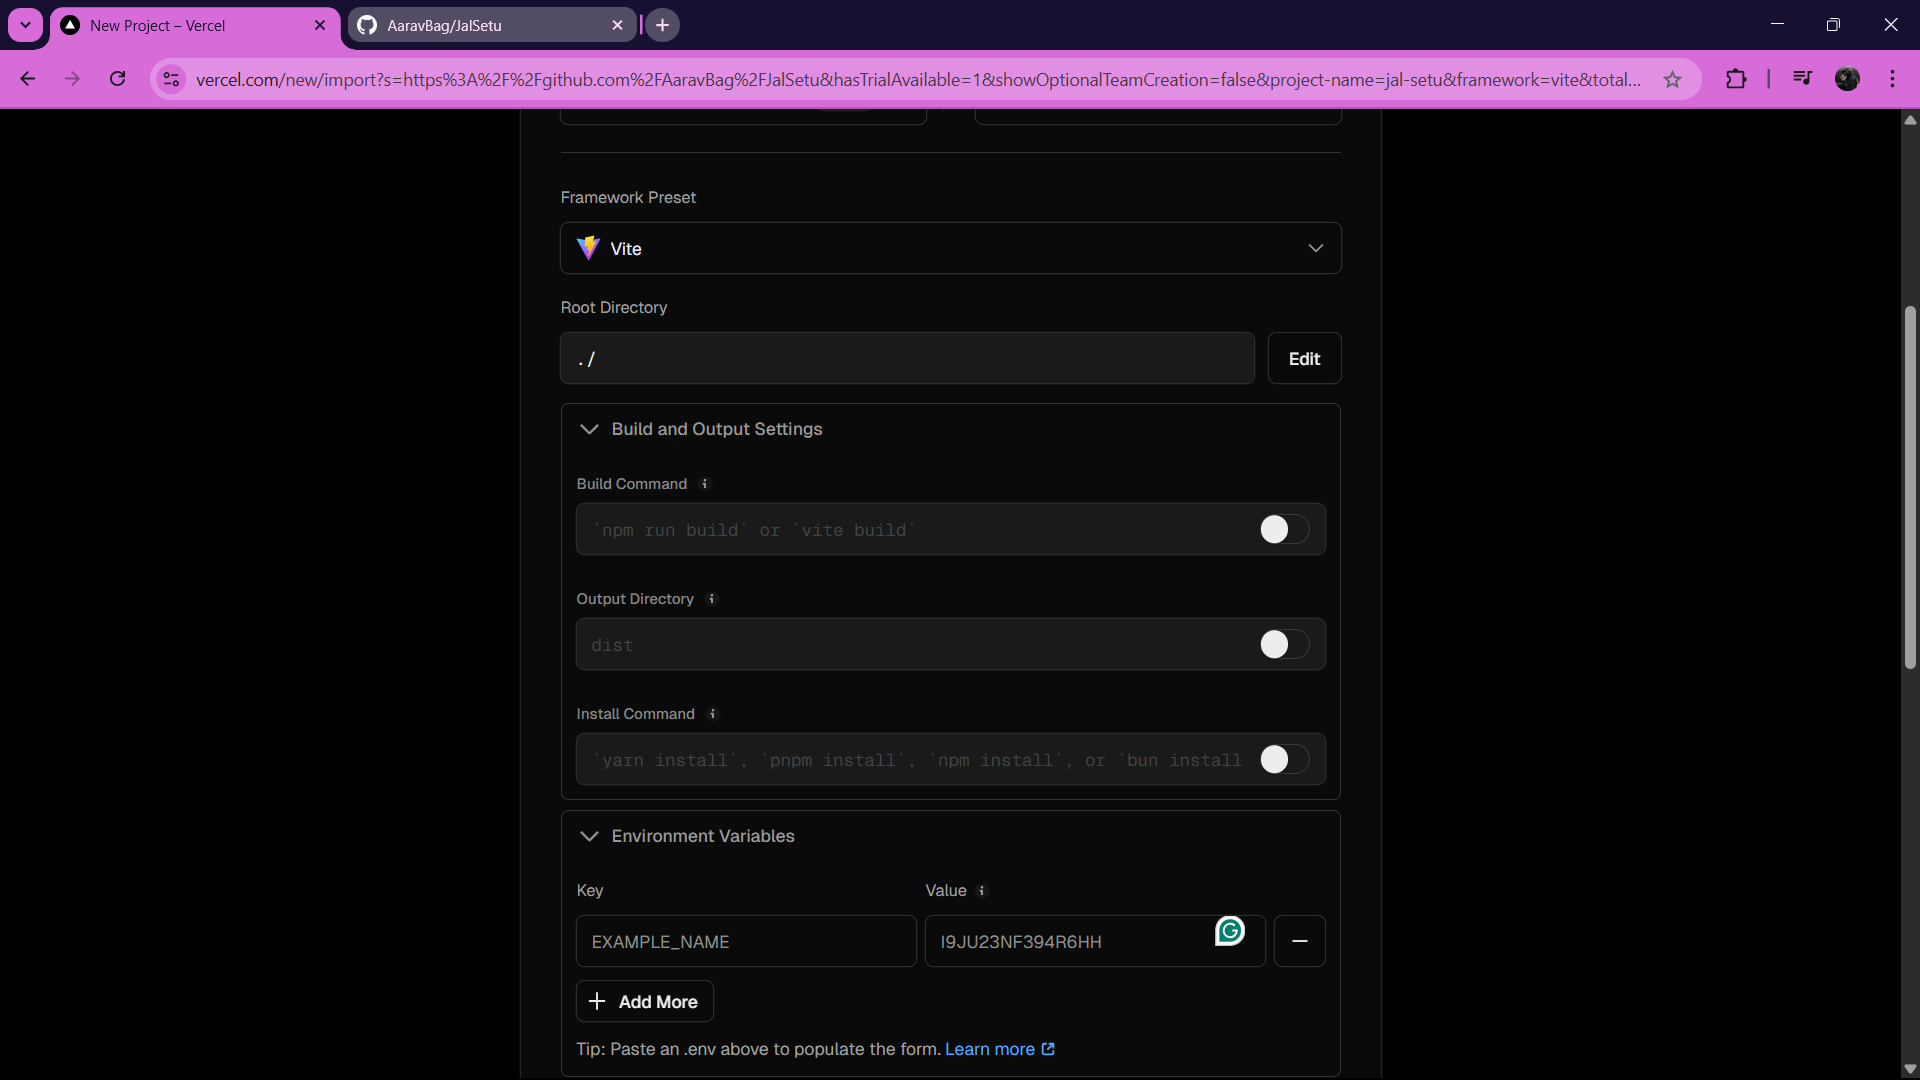 New Project – Vercel
AaravBag/JalSetu
vercel.com/new/import?s=https%3A%2F%2Fgithub.com%2FAaravBag%2FJalSetu&hasTrialAvailable=1&showOptionalTeamCreation=false&project-name=jal-setu&framework=vite&total...
Framework Preset
Vite
Root Directory
./
Edit
Build and Output Settings
Build Command
`npm run build` or `vite build`
Output Directory
dist
Install Command
`yarn install`, `pnpm install`, `npm install`, or `bun install
Environment Variables
Key
Value
EXAMPLE_NAME
I9JU23NF394R6HH
Add More
Tip: Paste an .env above to populate the form. Learn more